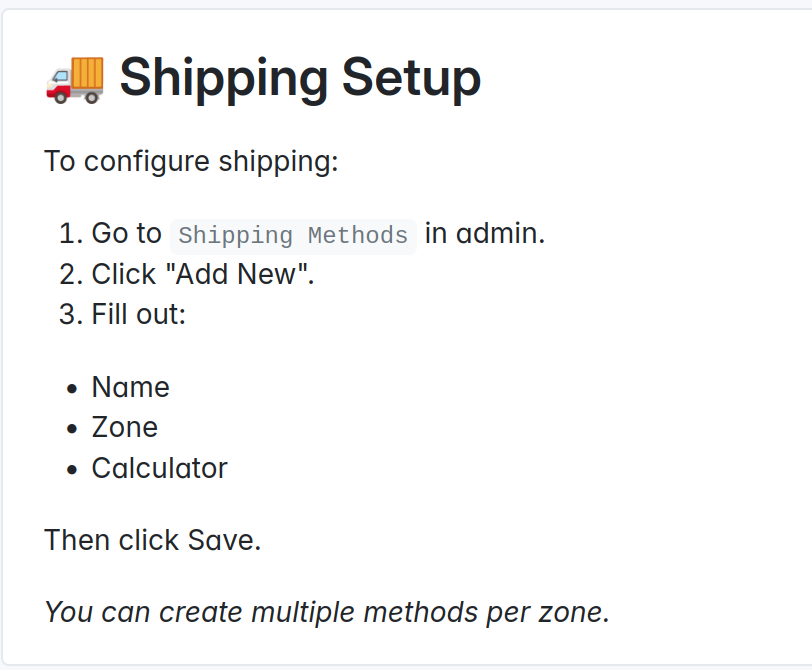 🚚 Shipping Setup
To configure shipping:
1. Go to Shipping Methods in admin.
2. Click "Add New".
3. Fill out:
• Name
• Zone
• Calculator
Then click Save.
You can create multiple methods per zone.